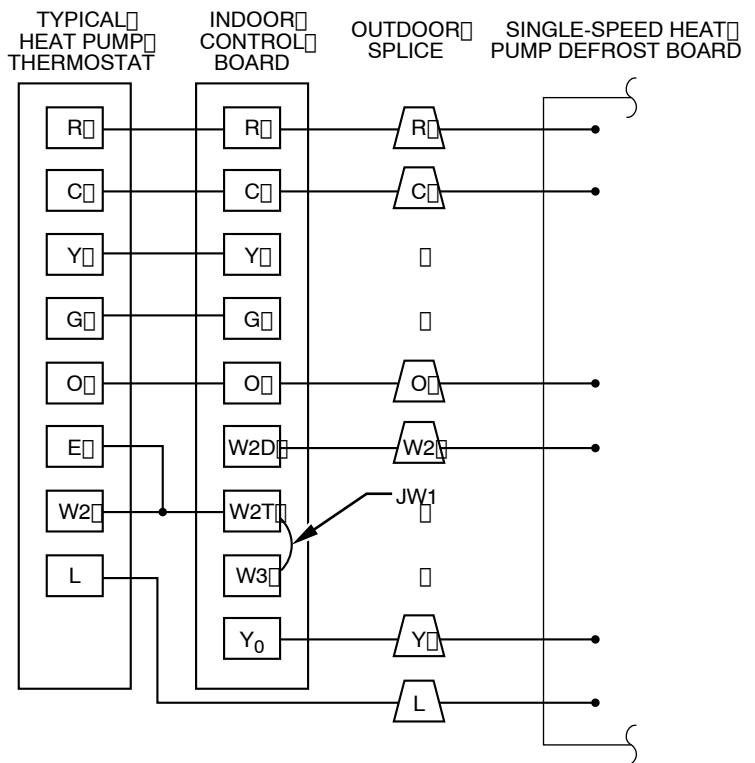 TYPICAL
HEAT PUMP
THERMOSTAT
INDOOR
CONTROL
BOARD
OUTDOOR
SPLICE
SINGLE-SPEED HEAT
PUMP DEFROST BOARD
R R R
C C C
Y Y
G G
O O O
E W2D W2
W2 W2T JW1
L W3
Y0 Y
L